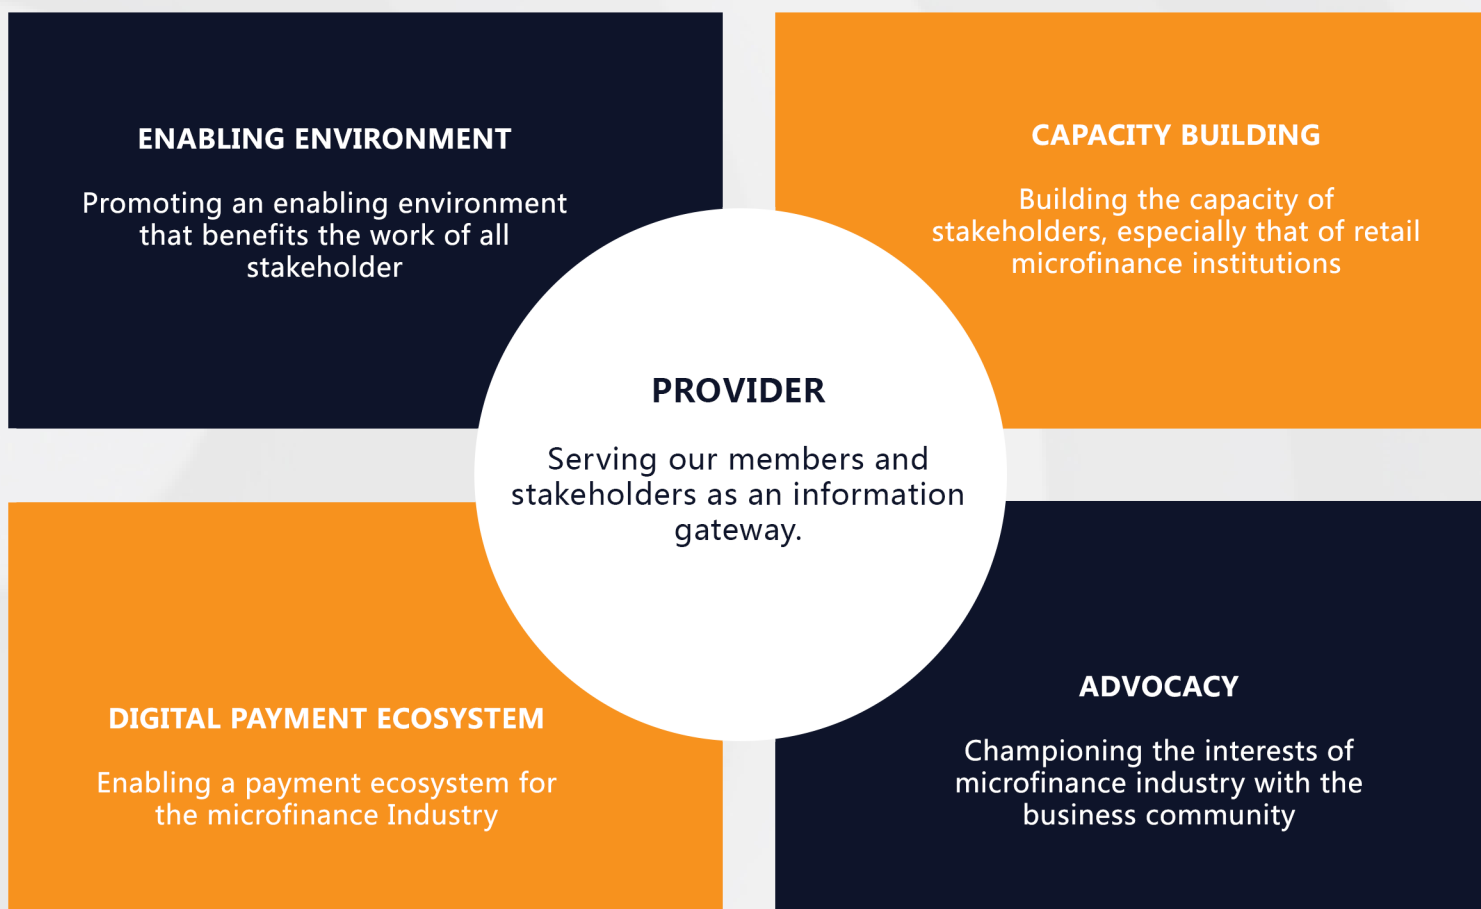 ENABLING ENVIRONMENT
Promoting an enabling environment
that benefits the work of all
stakeholder
CAPACITY BUILDING
Building the capacity of
stakeholders, especially that of retail
microfinance institutions
PROVIDER
Serving our members and
stakeholders as an information
gateway.
DIGITAL PAYMENT ECOSYSTEM
Enabling a payment ecosystem for
the microfinance Industry
ADVOCACY
Championing the interests of
microfinance industry with the
business community